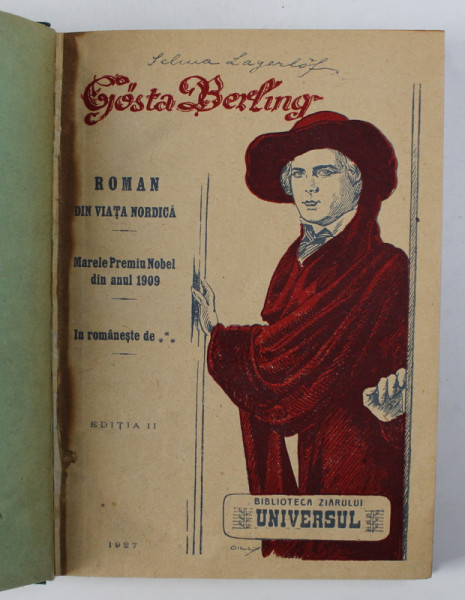 Selma Lagerlöf
Gösta Berling
ROMAN
DIN VIAȚA NORDICĂ
Marele Premiu Nobel
din anul 1909
In românește de ⁂
EDIȚIA II
1927
BIBLIOTECA ZIARULUI
UNIVERSUL